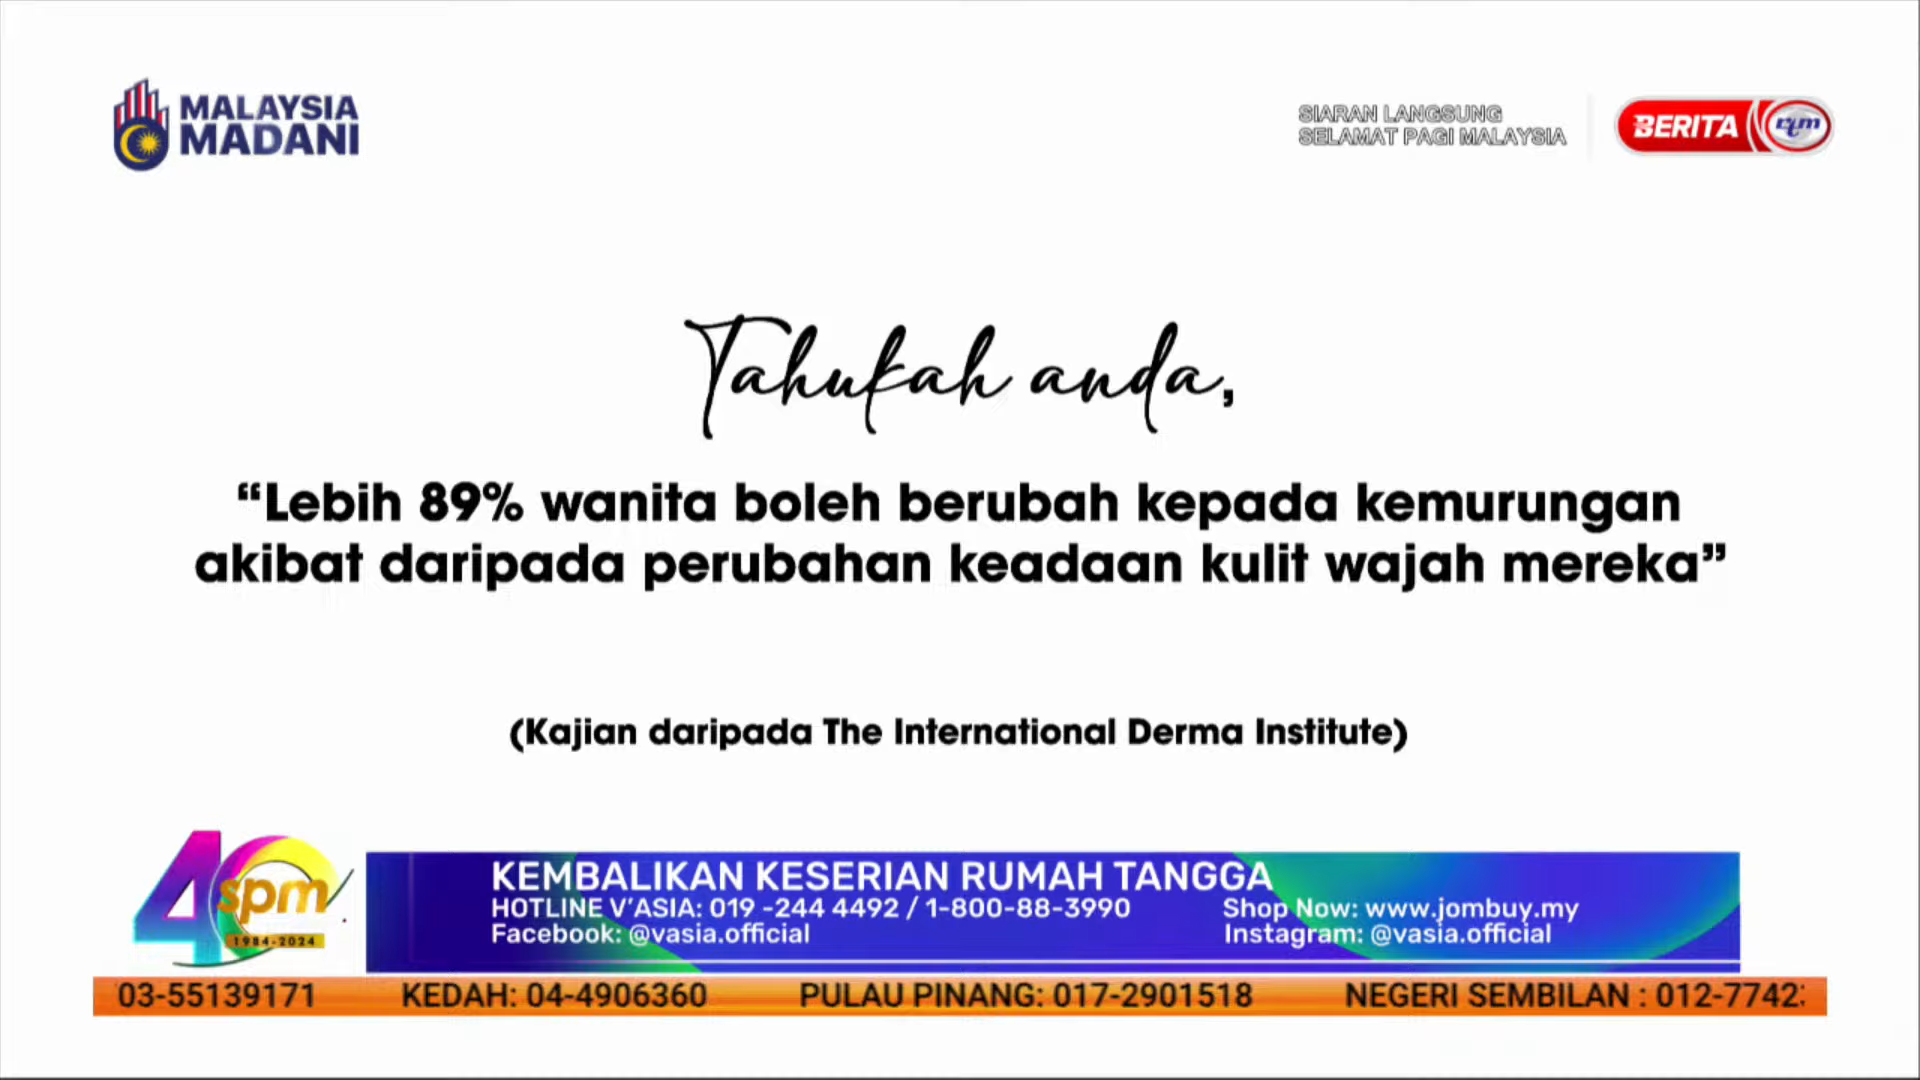 MALAYSIA
MADANI
SIARAN LANGSUNG
SELAMAT PAGI MALAYSIA
BERITA rtm
Tahukah anda,
“Lebih 89% wanita boleh berubah kepada kemurungan
akibat daripada perubahan keadaan kulit wajah mereka”
(Kajian daripada The International Derma Institute)
40 spm
1984-2024
KEMBALIKAN KESERIAN RUMAH TANGGA
HOTLINE V'ASIA: 019 -244 4492 / 1-800-88-3990
Shop Now: www.jombuy.my
Facebook: @vasia.official
Instagram: @vasia.official
03-55139171 KEDAH: 04-4906360 PULAU PINANG: 017-2901518 NEGERI SEMBILAN : 012-7742